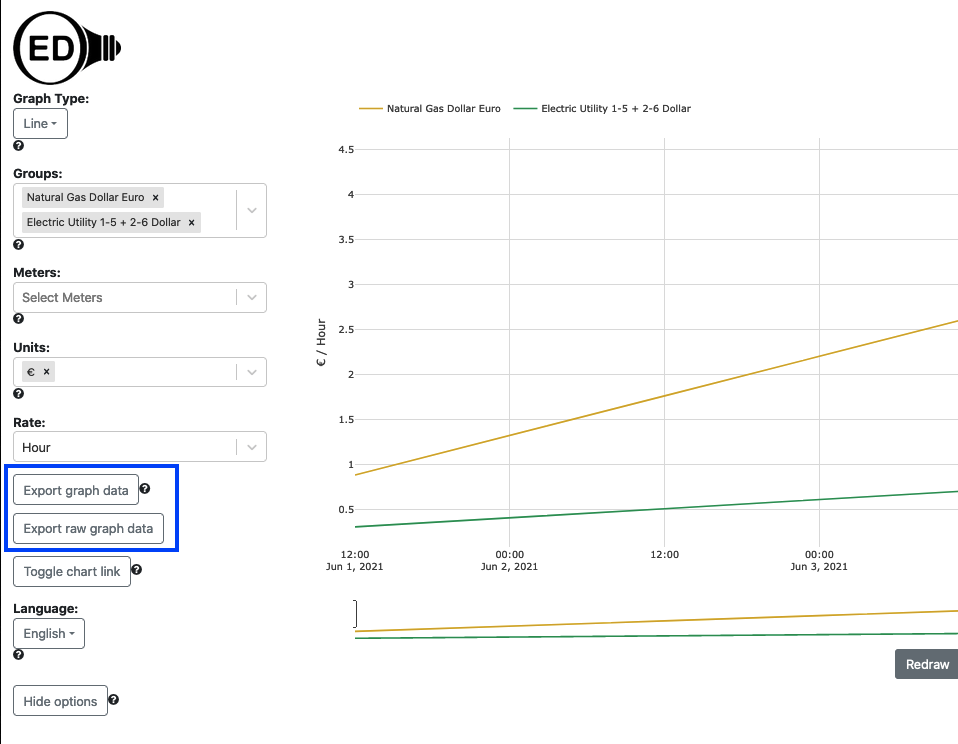 ED
Graph Type:
Line
?
Groups:
Natural Gas Dollar Euro ×
Electric Utility 1-5 + 2-6 Dollar ×
?
Meters:
Select Meters
?
Units:
€ ×
?
Rate:
Hour
Export graph data ?
Export raw graph data
Toggle chart link ?
Language:
English
?
Hide options ?
Natural Gas Dollar Euro Electric Utility 1-5 + 2-6 Dollar
€ / Hour
4.5
4
3.5
3
2.5
2
1.5
1
0.5
12:00 00:00 12:00 00:00
Jun 1, 2021 Jun 2, 2021 Jun 3, 2021
Redraw